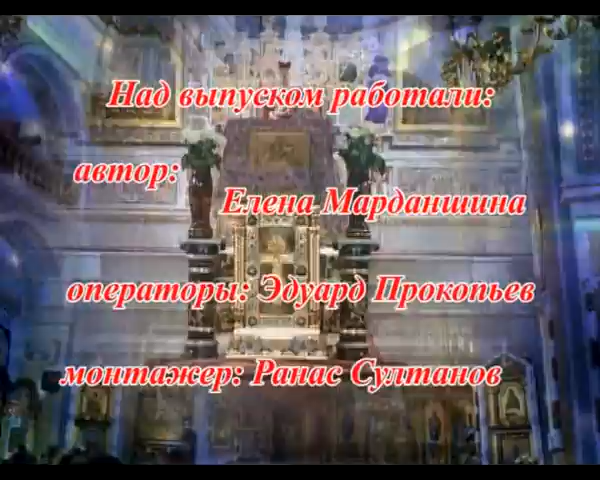 Над выпуском работали:
автор:
Елена Марданшина
операторы: Эдуард Прокопьев
монтажер: Ранас Султанов